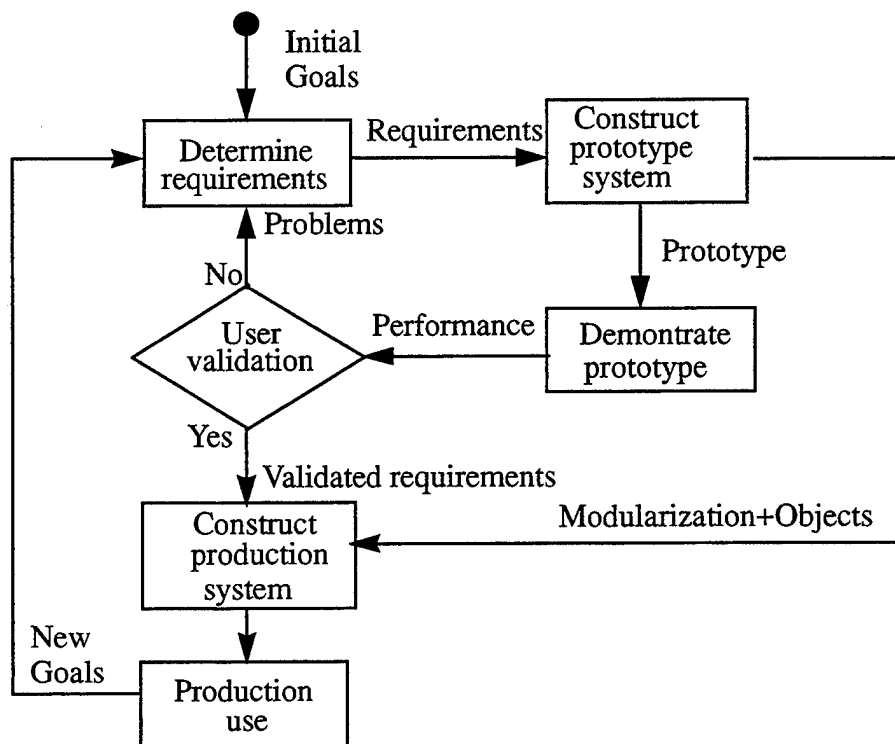 Initial
Goals
Determine
requirements
Requirements
Construct
prototype
system
Problems
Prototype
No
User
validation
Performance
Demontrate
prototype
Yes
Validated requirements
Construct
production
system
Modularization+Objects
New
Goals
Production
use